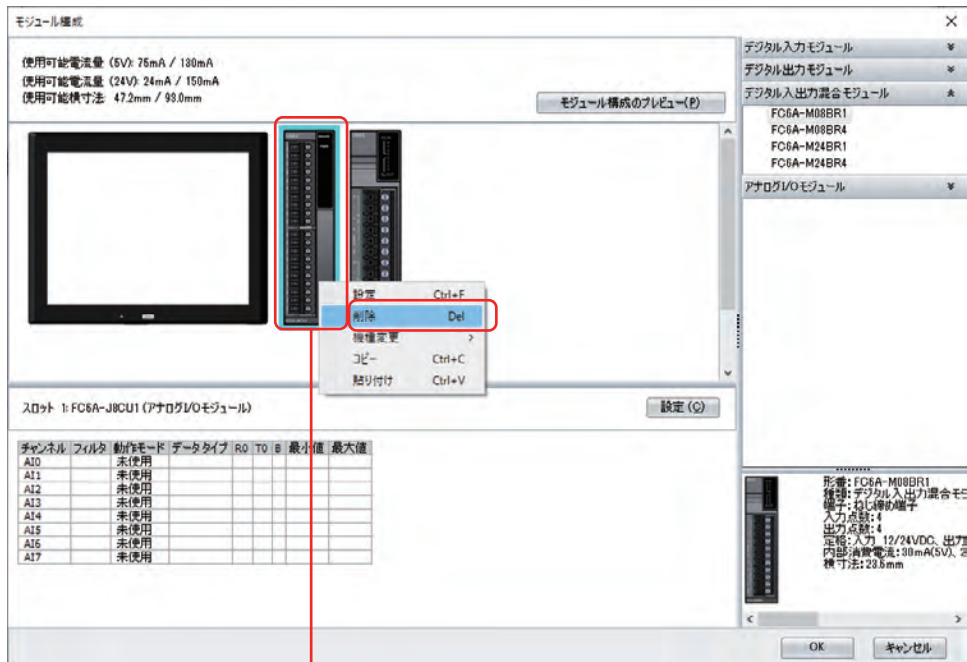 モジュール構成
使用可能電流量 (5V): 75mA / 180mA
使用可能電流量 (24V): 24mA / 150mA
使用可能横寸法: 47.2mm / 93.0mm
モジュール構成のプレビュー(P)
設定 Ctrl+F
削除 Del
機種変更 >
コピー Ctrl+C
貼り付け Ctrl+V
スロット 1: FC6A-J8CU1 (アナログI/Oモジュール)
設定 (C)
チャンネル フィルタ 動作モード データタイプ R0 T0 B 最小値 最大値
AI0 未使用
AI1 未使用
AI2 未使用
AI3 未使用
AI4 未使用
AI5 未使用
AI6 未使用
AI7 未使用
デジタル入力モジュール
デジタル出力モジュール
デジタル入出力混合モジュール
FC6A-M08BR1
FC6A-M08BR4
FC6A-M24BR1
FC6A-M24BR4
アナログI/Oモジュール
形番: FC6A-M08BR1
種類: デジタル入出力混合モ
端子: ねじ締め端子
入力点数: 4
出力点数: 4
定格: 入力 12/24VDC、出力
内部消費電流: 30mA(5V)、2
横寸法: 23.5mm
OK キャンセル